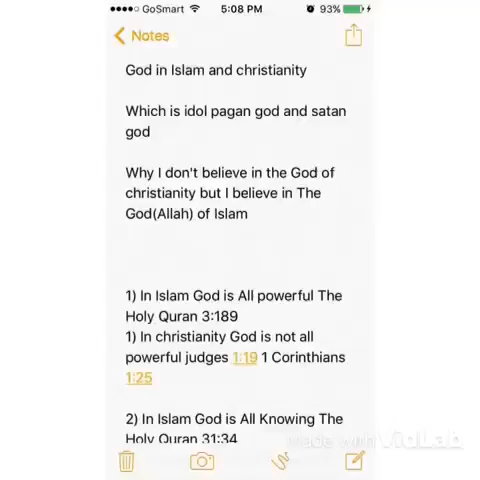 GoSmart 5:08 PM 93%
Notes
God in Islam and christianity
Which is idol pagan god and satan
god
Why I don't believe in the God of
christianity but I believe in The
God(Allah) of Islam
1) In Islam God is All powerful The
Holy Quran 3:189
1) In christianity God is not all
powerful judges 1:19 1 Corinthians
1:25
2) In Islam God is All Knowing The
Holy Quran 31:34
Made with VidLab